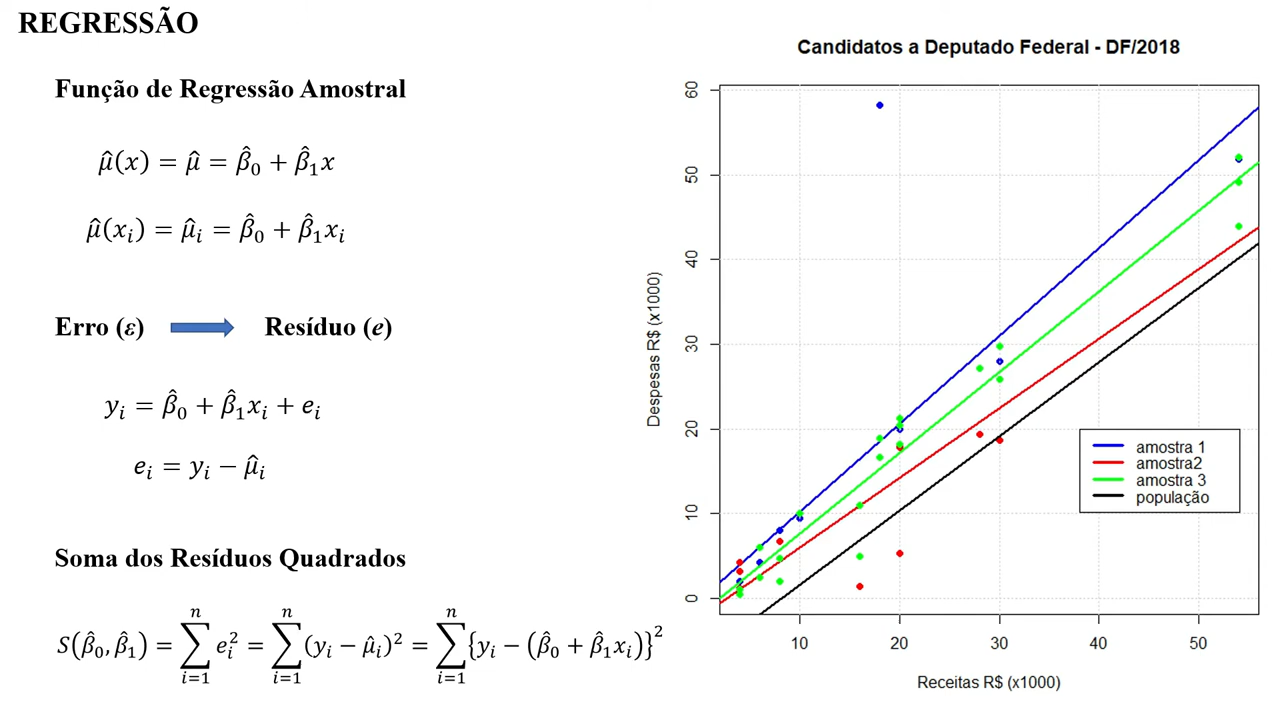 REGRESSÃO
Função de Regressão Amostral
μ̂(x) = μ̂ = β̂₀ + β̂₁x
μ̂(xᵢ) = μ̂ᵢ = β̂₀ + β̂₁xᵢ
Erro (ε) Resíduo (e)
yᵢ = β̂₀ + β̂₁xᵢ + eᵢ
eᵢ = yᵢ − μ̂ᵢ
Soma dos Resíduos Quadrados
S(β̂₀, β̂₁) = ∑ᵢ₌₁ⁿ eᵢ² = ∑ᵢ₌₁ⁿ (yᵢ − μ̂ᵢ)² = ∑ᵢ₌₁ⁿ {yᵢ − (β̂₀ + β̂₁xᵢ)}²
Candidatos a Deputado Federal - DF/2018
Despesas R$ (x1000)
60
50
40
30
20
10
0
amostra 1
amostra2
amostra 3
população
10 20 30 40 50
Receitas R$ (x1000)